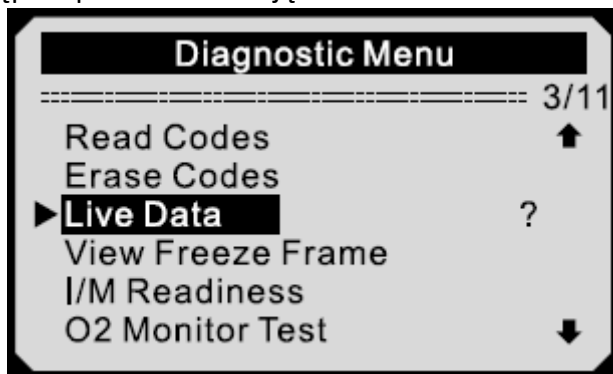 Diagnostic Menu
3/11
Read Codes
Erase Codes
Live Data ?
View Freeze Frame
I/M Readiness
O2 Monitor Test